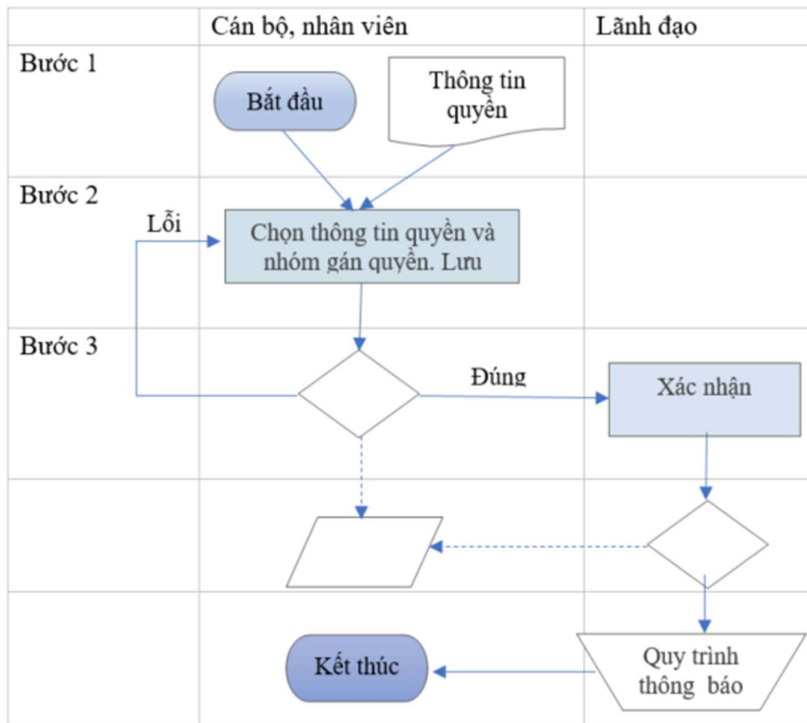 Cán bộ, nhân viên
Lãnh đạo
Bước 1
Bắt đầu
Thông tin
quyền
Bước 2
Lỗi
Chọn thông tin quyền và
nhóm gán quyền. Lưu
Bước 3
Đúng
Xác nhận
Kết thúc
Quy trình
thông báo